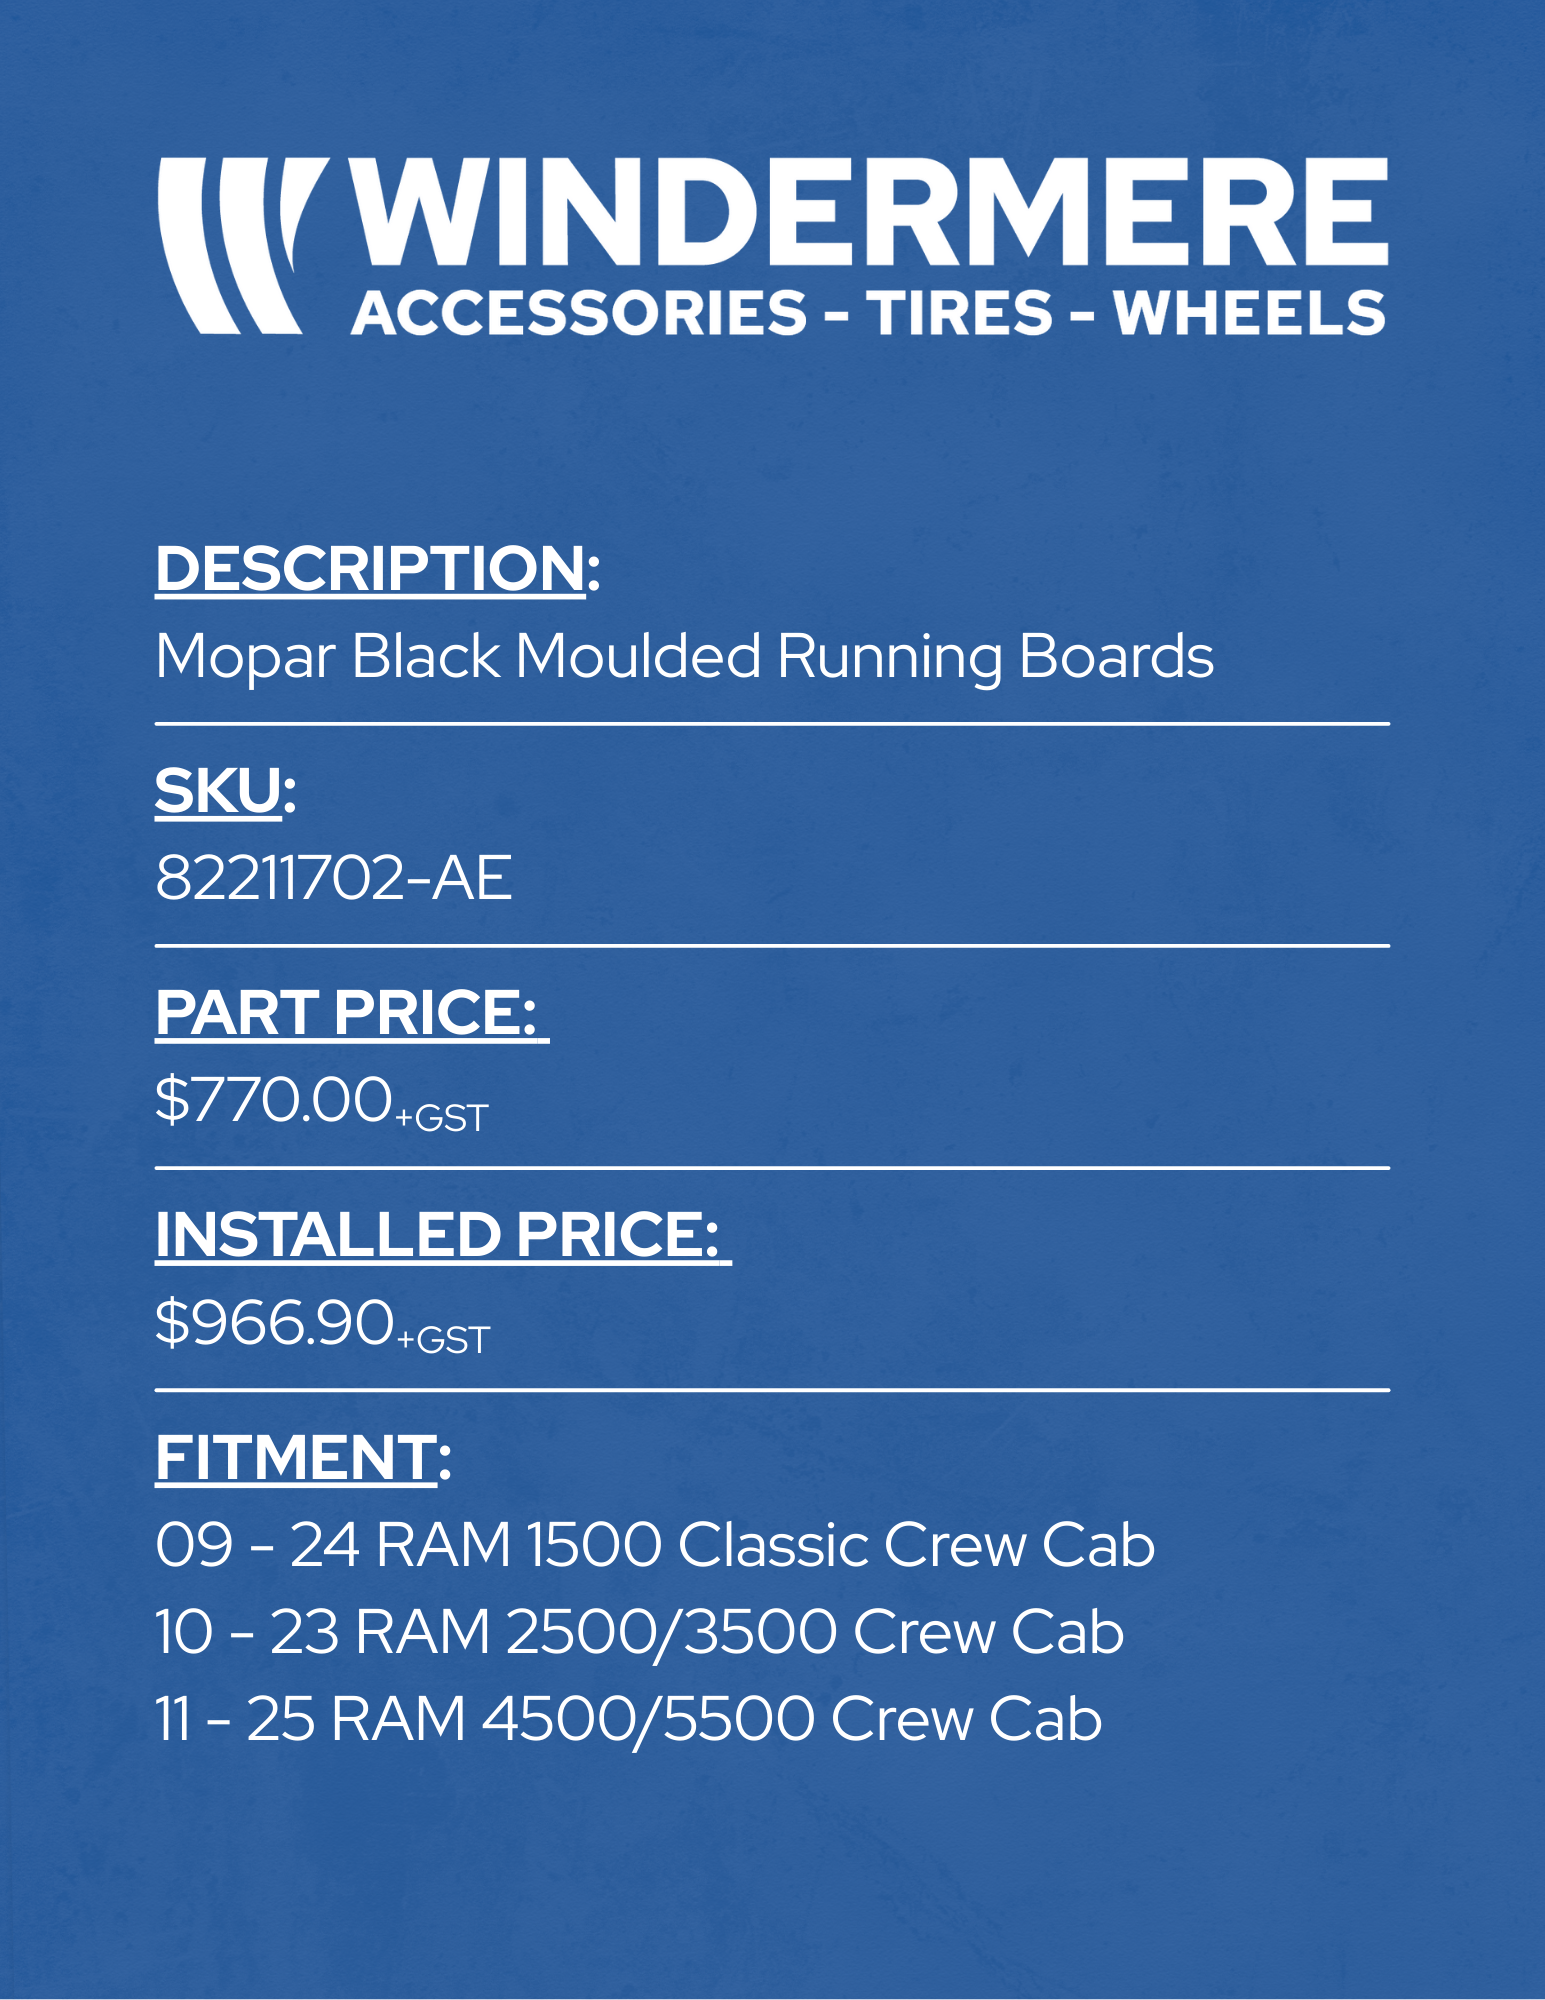 WINDERMERE
ACCESSORIES - TIRES - WHEELS
DESCRIPTION:
Mopar Black Moulded Running Boards
SKU:
82211702-AE
PART PRICE:
$770.00+GST
INSTALLED PRICE:
$966.90+GST
FITMENT:
09 - 24 RAM 1500 Classic Crew Cab
10 - 23 RAM 2500/3500 Crew Cab
11 - 25 RAM 4500/5500 Crew Cab